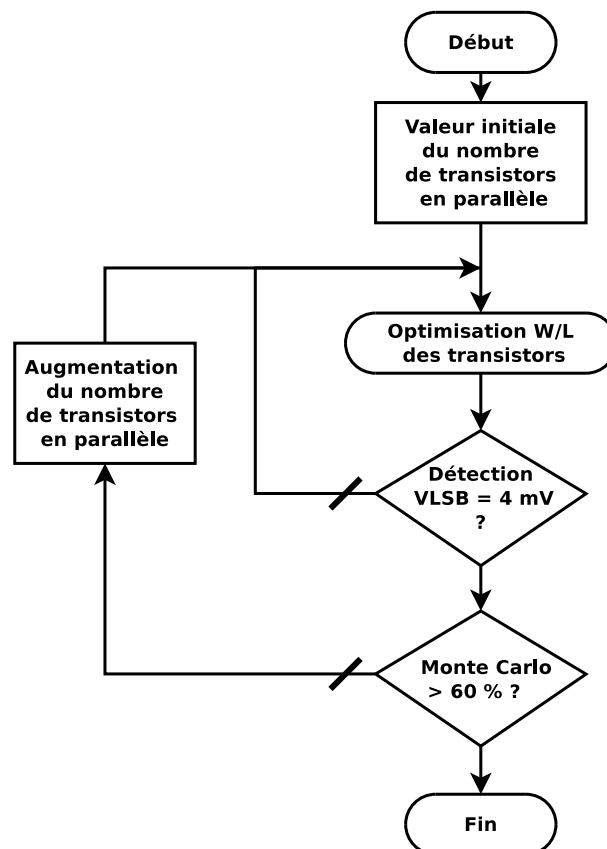 Début
Valeur initiale
du nombre
de transistors
en parallèle
Optimisation W/L
des transistors
Augmentation
du nombre
de transistors
en parallèle
Détection
VLSB = 4 mV
?
Monte Carlo
> 60 % ?
Fin